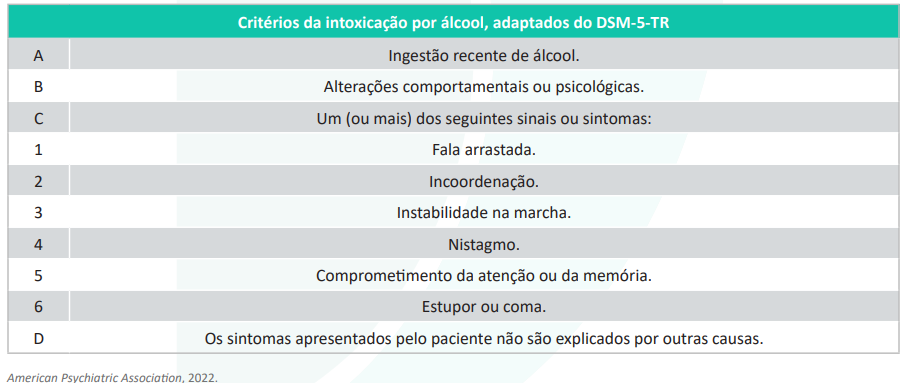 Critérios da intoxicação por álcool, adaptados do DSM-5-TR
A Ingestão recente de álcool.
B Alterações comportamentais ou psicológicas.
C Um (ou mais) dos seguintes sinais ou sintomas:
1 Fala arrastada.
2 Incoordenação.
3 Instabilidade na marcha.
4 Nistagmo.
5 Comprometimento da atenção ou da memória.
6 Estupor ou coma.
D Os sintomas apresentados pelo paciente não são explicados por outras causas.
American Psychiatric Association, 2022.